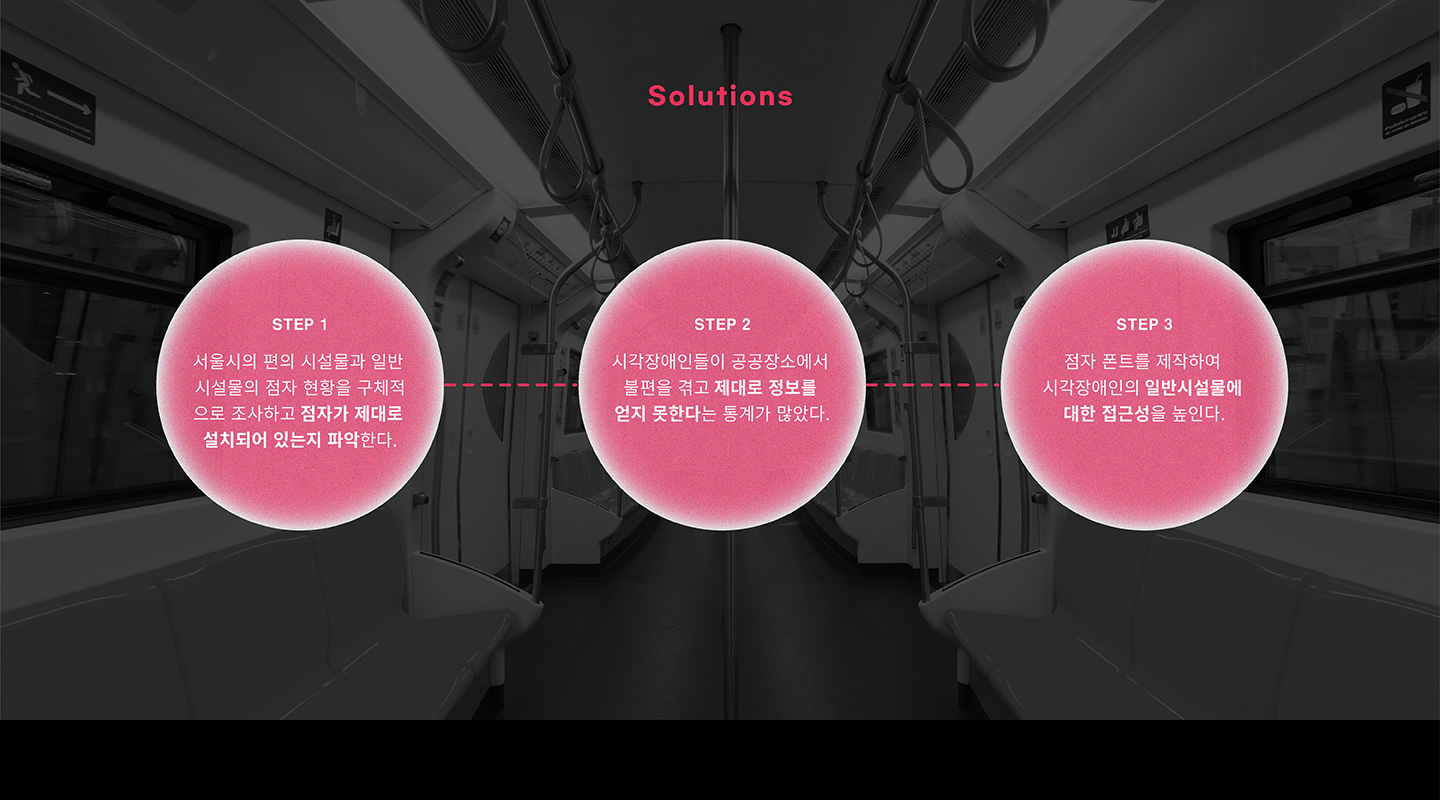 Solutions
STEP 1
서울시의 편의 시설물과 일반
시설물의 점자 현황을 구체적
으로 조사하고 점자가 제대로
설치되어 있는지 파악한다.
STEP 2
시각장애인들이 공공장소에서
불편을 겪고 제대로 정보를
얻지 못한다는 통계가 많았다.
STEP 3
점자 폰트를 제작하여
시각장애인의 일반시설물에
대한 접근성을 높인다.